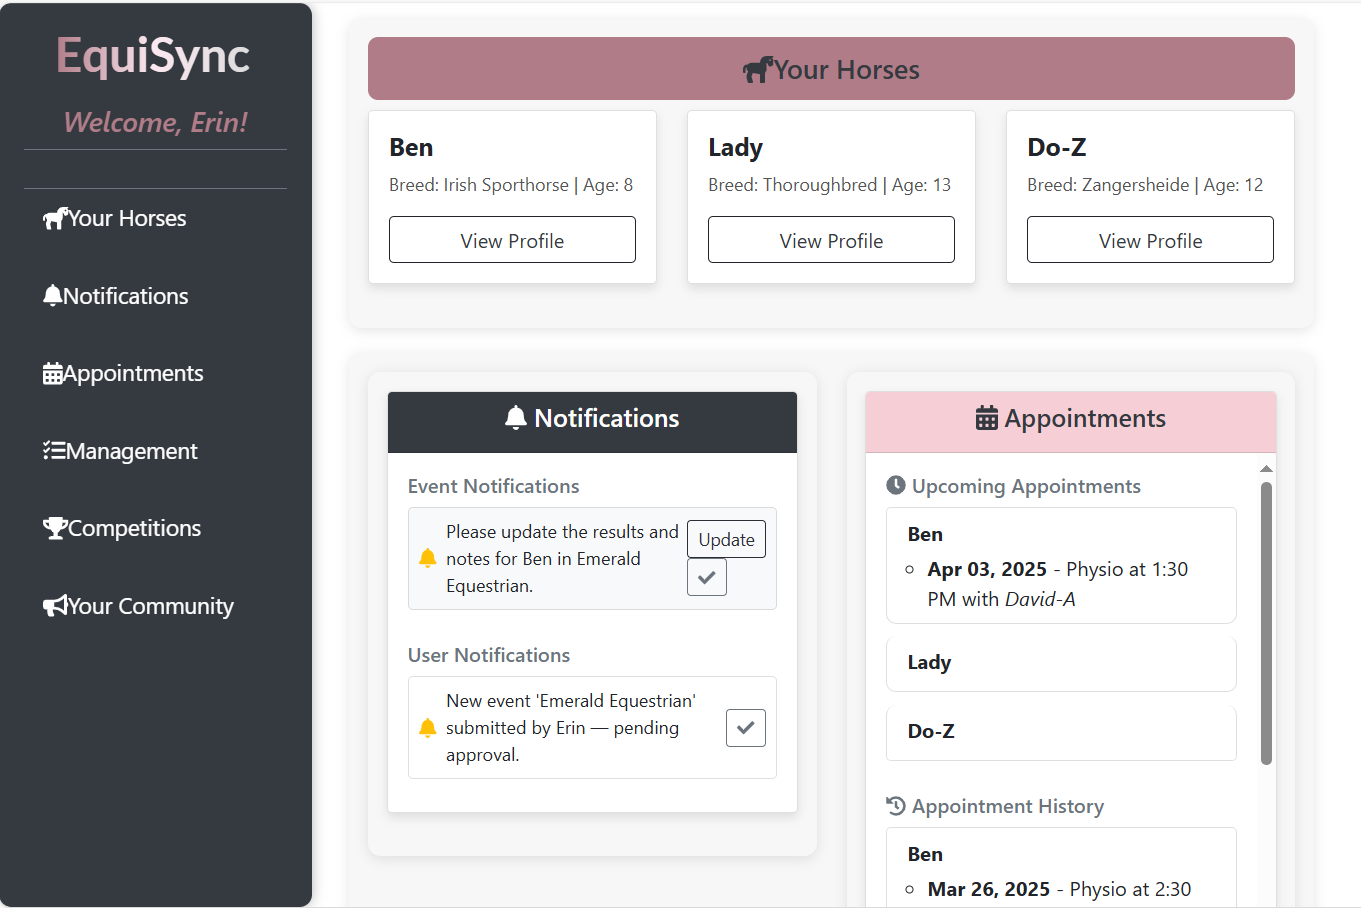 EquiSync
Welcome, Erin!
Your Horses
Notifications
Appointments
Management
Competitions
Your Community
Your Horses
Ben
Breed: Irish Sporthorse | Age: 8
View Profile
Lady
Breed: Thoroughbred | Age: 13
View Profile
Do-Z
Breed: Zangersheide | Age: 12
View Profile
Notifications
Event Notifications
Please update the results and
notes for Ben in Emerald
Equestrian.
Update
User Notifications
New event 'Emerald Equestrian'
submitted by Erin — pending
approval.
Appointments
Upcoming Appointments
Ben
Apr 03, 2025 - Physio at 1:30
PM with David-A
Lady
Do-Z
Appointment History
Ben
Mar 26, 2025 - Physio at 2:30